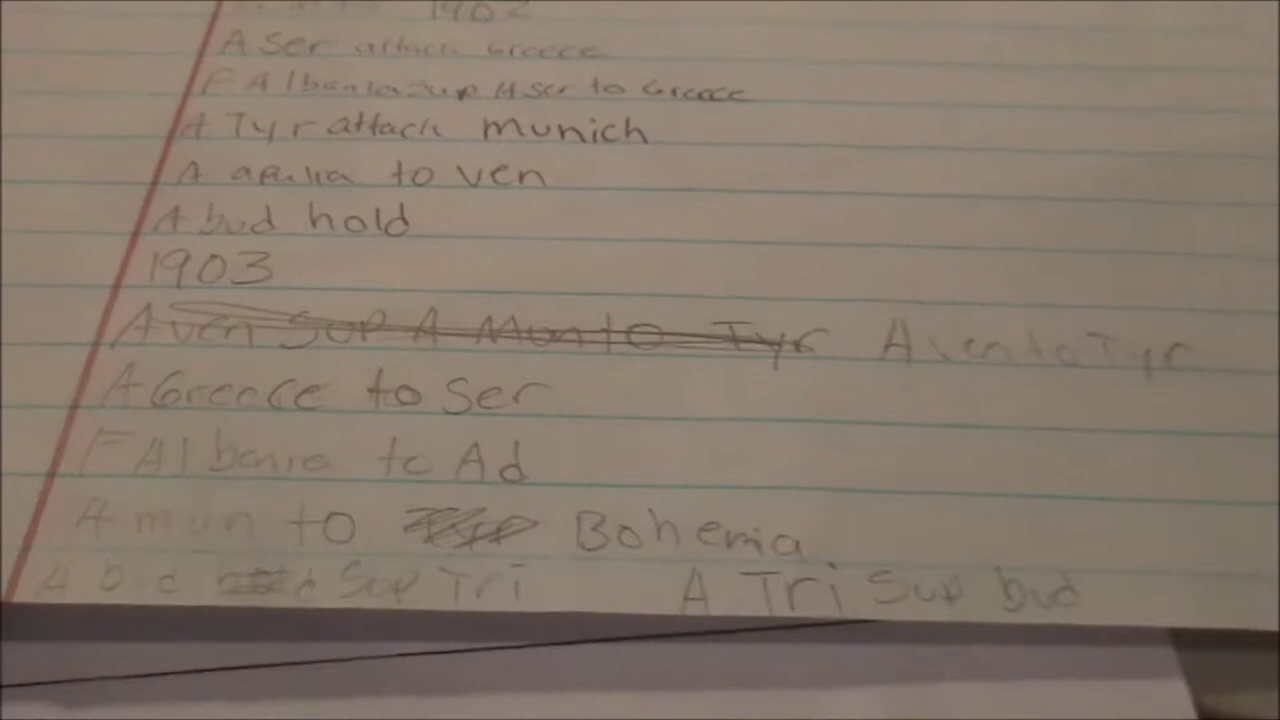 1902
A Ser attack Greece
F Albania sup A ser to Greece
A Tyr attack munich
A apulia to ven
A bud hold
1903
A ven Sup A Mun to Tyr A ven to Tyr
A Greece to Ser
F Albania to Ad
A mun to Bohemia
A bud Sup Tri A Tri Sup bud